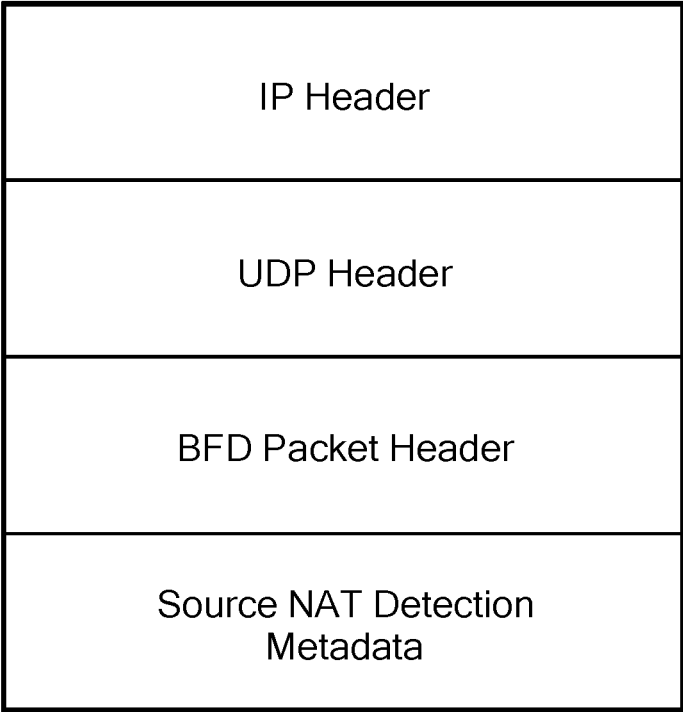 IP Header
UDP Header
BFD Packet Header
Source NAT Detection
Metadata